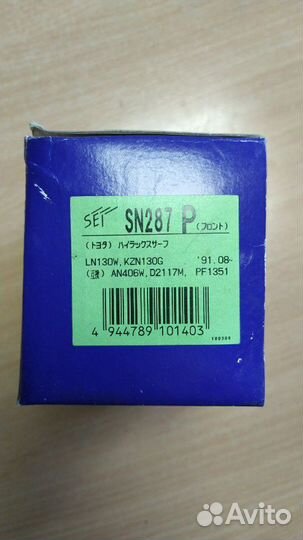 SEI SN287 P (フロント)
(トヨタ) ハイラックスサーフ
LN130W, KZN130G '91.08-
AN406W, D2117M, PF1351
4 944789 101403
Avito